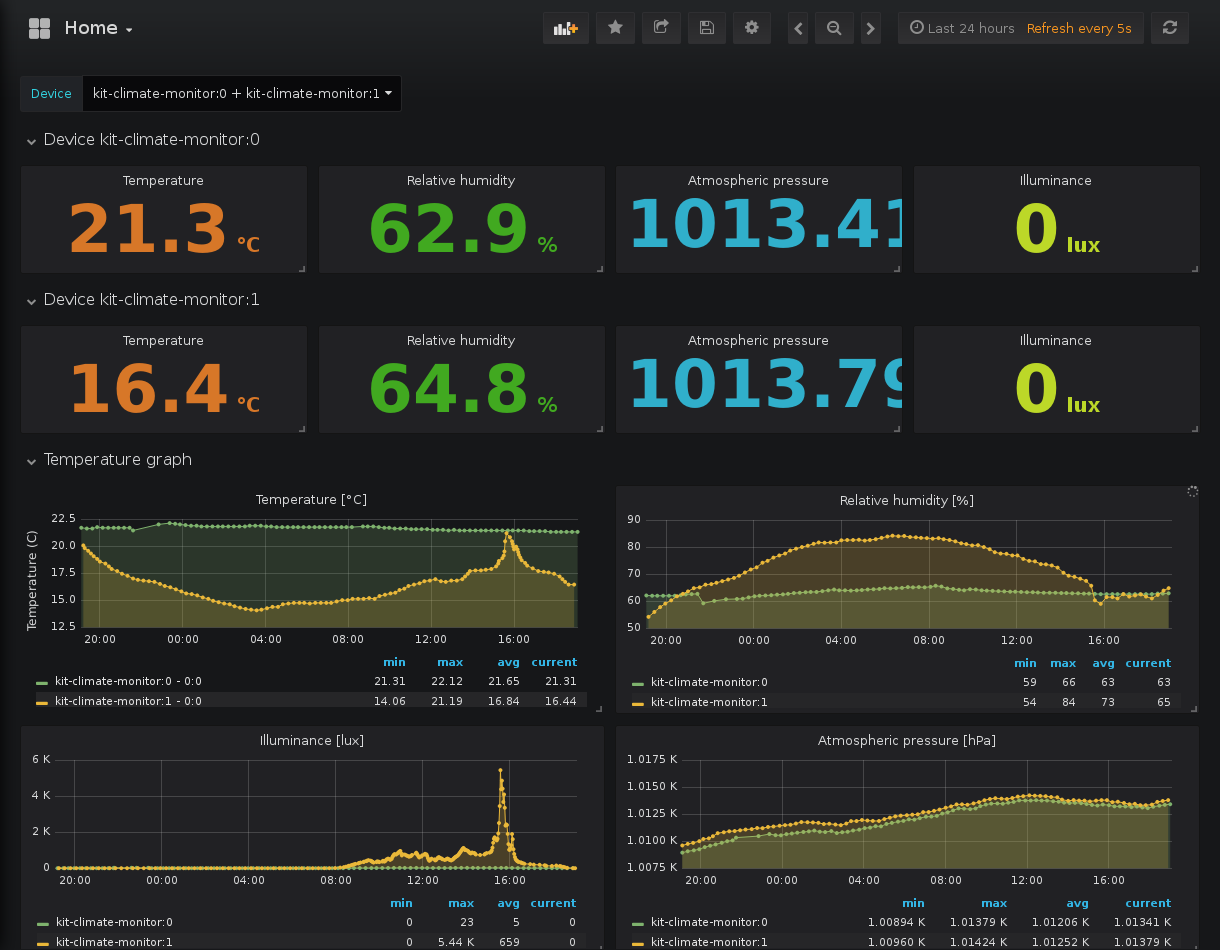 Home
Last 24 hours Refresh every 5s
Device kit-climate-monitor:0 + kit-climate-monitor:1
Device kit-climate-monitor:0
Temperature Relative humidity Atmospheric pressure Illuminance
21.3 °C 62.9 % 1013.41 0 lux
Device kit-climate-monitor:1
Temperature Relative humidity Atmospheric pressure Illuminance
16.4 °C 64.8 % 1013.79 0 lux
Temperature graph
Temperature [°C]
Temperature (C)
22.5
20.0
17.5
15.0
12.5
20:00 00:00 04:00 08:00 12:00 16:00
min max avg current
kit-climate-monitor:0 - 0:0 21.31 22.12 21.65 21.31
kit-climate-monitor:1 - 0:0 14.06 21.19 16.84 16.44
Relative humidity [%]
90
80
70
60
50
20:00 00:00 04:00 08:00 12:00 16:00
min max avg current
kit-climate-monitor:0 59 66 63 63
kit-climate-monitor:1 54 84 73 65
Illuminance [lux]
6 K
4 K
2 K
0
20:00 00:00 04:00 08:00 12:00 16:00
min max avg current
kit-climate-monitor:0 0 23 5 0
kit-climate-monitor:1 0 5.44 K 659 0
Atmospheric pressure [hPa]
1.0175 K
1.0150 K
1.0125 K
1.0100 K
1.0075 K
20:00 00:00 04:00 08:00 12:00 16:00
min max avg current
kit-climate-monitor:0 1.00894 K 1.01379 K 1.01206 K 1.01341 K
kit-climate-monitor:1 1.00960 K 1.01424 K 1.01252 K 1.01379 K